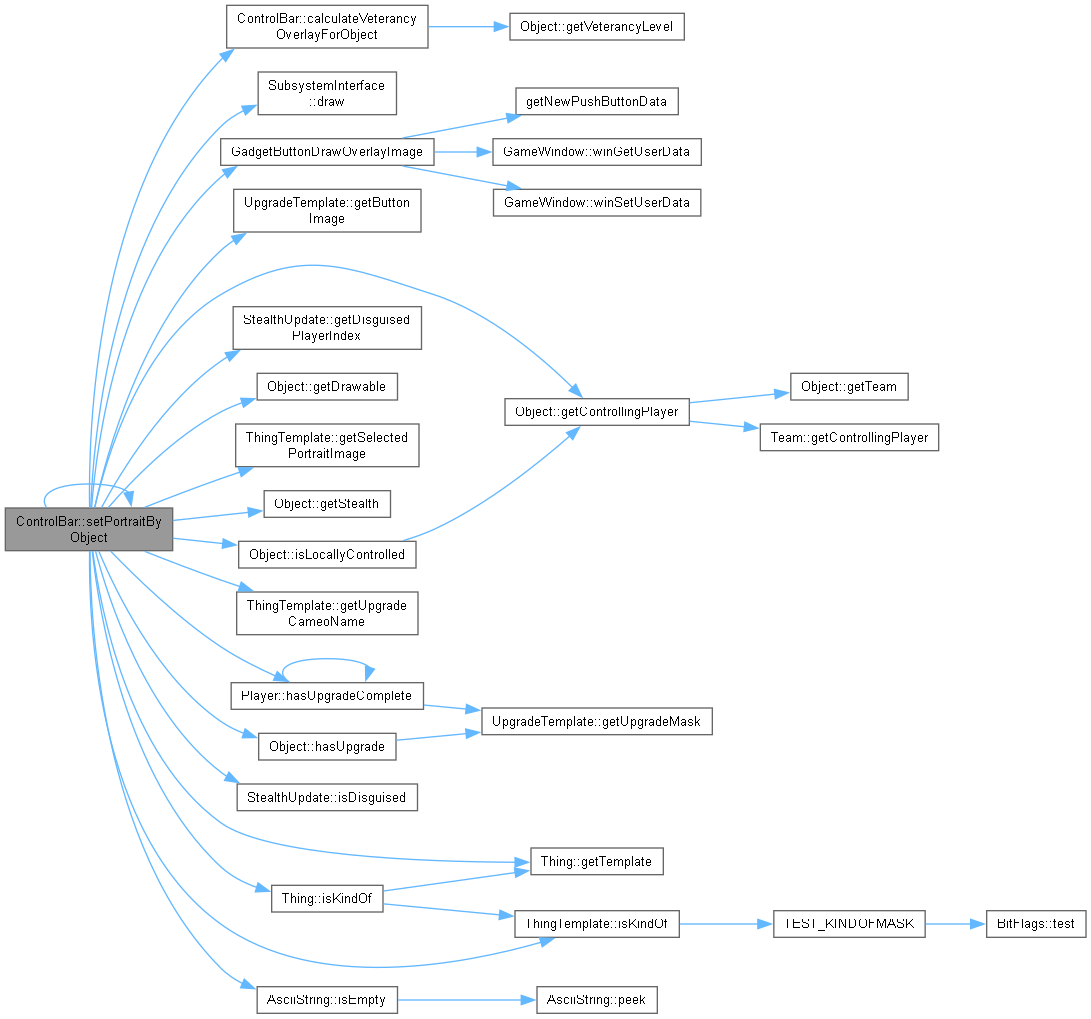 ControlBar::calculateVeterancy
OverlayForObject
Object::getVeterancyLevel
SubsystemInterface
::draw
getNewPushButtonData
GadgetButtonDrawOverlayImage
GameWindow::winGetUserData
UpgradeTemplate::getButton
Image
GameWindow::winSetUserData
StealthUpdate::getDisguised
PlayerIndex
Object::getDrawable
Object::getControllingPlayer
Object::getTeam
Team::getControllingPlayer
ThingTemplate::getSelected
PortraitImage
Object::getStealth
ControlBar::setPortraitBy
Object
Object::isLocallyControlled
ThingTemplate::getUpgrade
CameoName
Player::hasUpgradeComplete
UpgradeTemplate::getUpgradeMask
Object::hasUpgrade
StealthUpdate::isDisguised
Thing::getTemplate
Thing::isKindOf
ThingTemplate::isKindOf
TEST_KINDOFMASK
BitFlags::test
AsciiString::isEmpty
AsciiString::peek